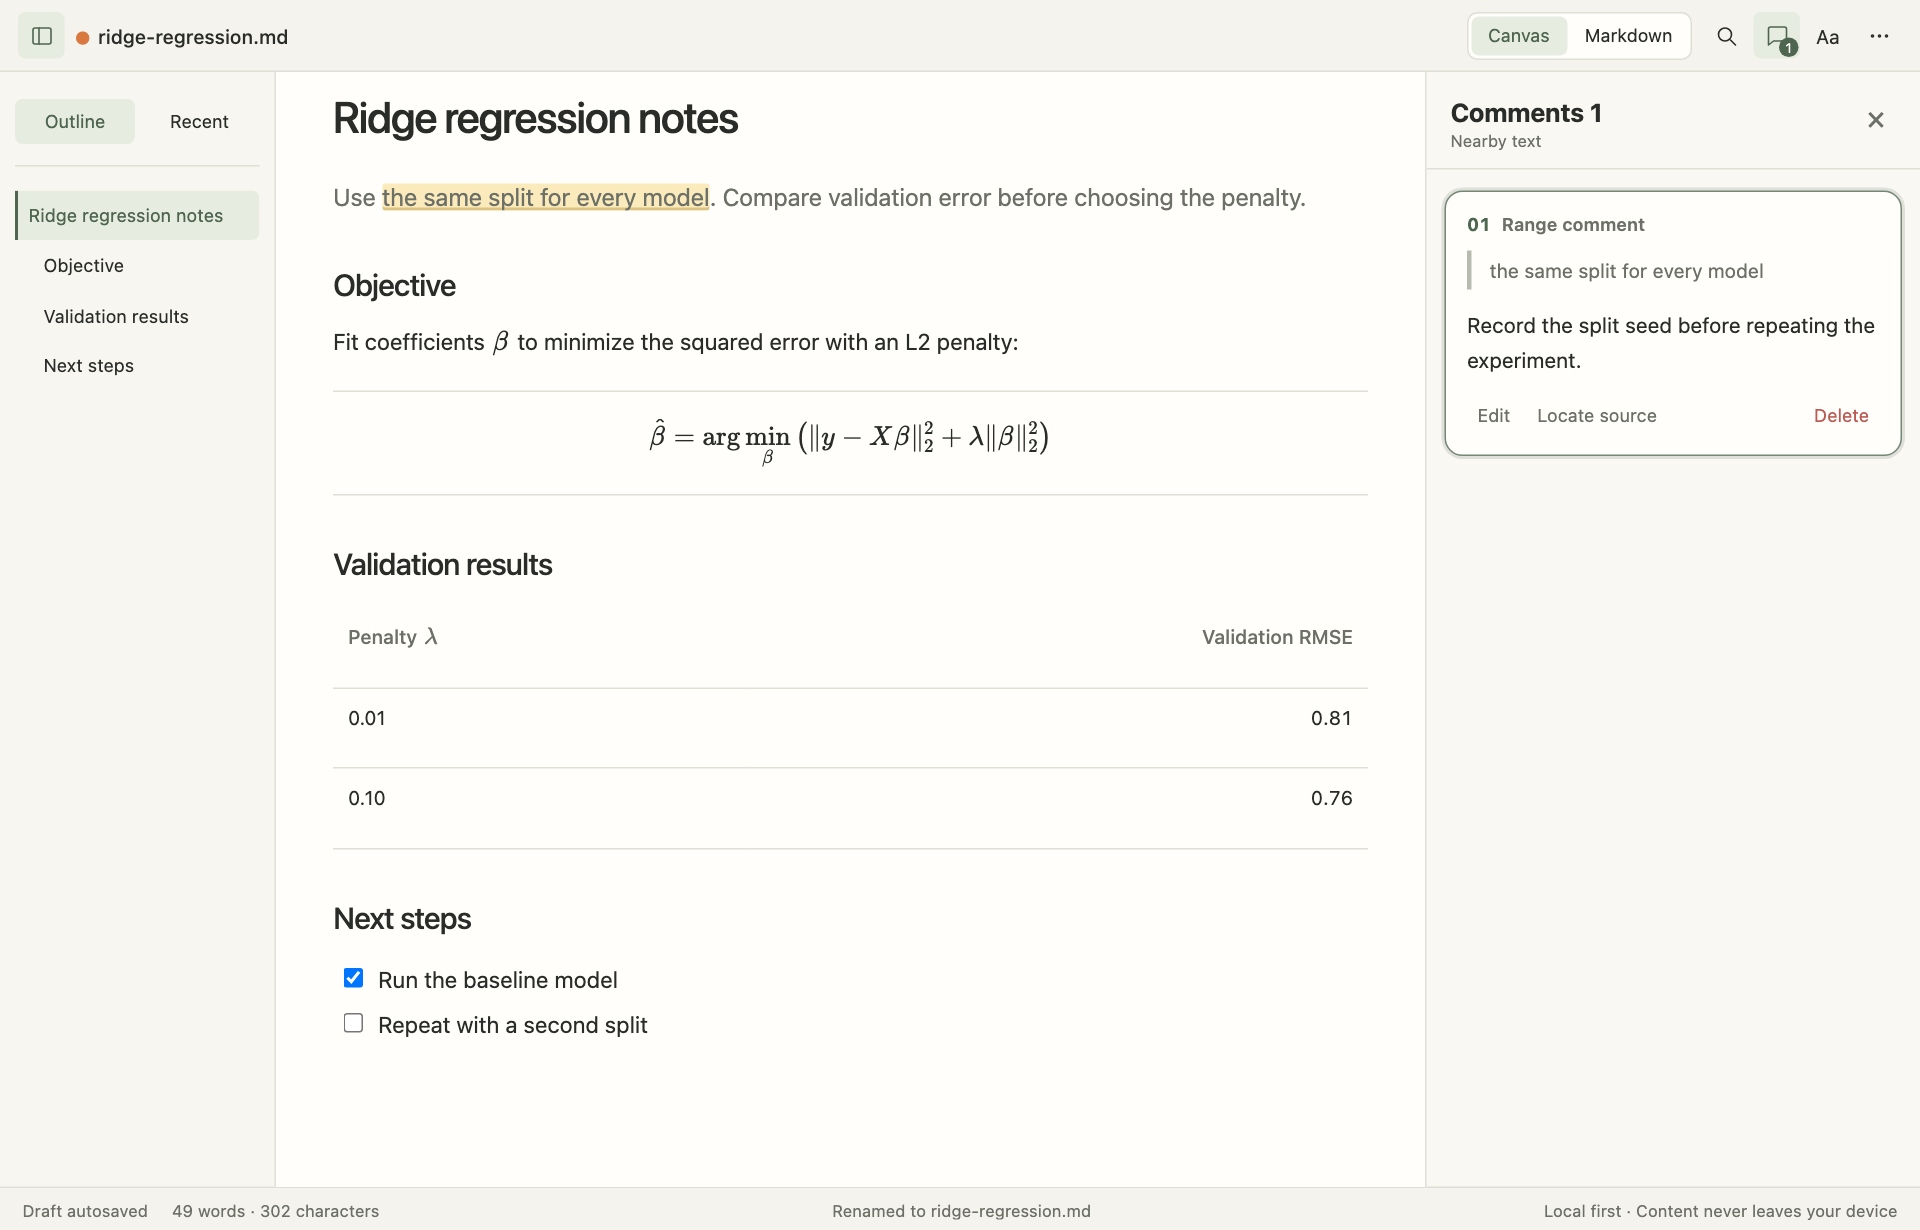 ridge-regression.md
Canvas
Markdown
1
Aa
Outline
Recent
Ridge regression notes
Objective
Validation results
Next steps
Ridge regression notes
Use the same split for every model. Compare validation error before choosing the penalty.
Objective
Fit coefficients β to minimize the squared error with an L2 penalty:
β̂ = arg min_β (‖y − Xβ‖₂² + λ‖β‖₂²)
Validation results
Penalty λ Validation RMSE
0.01 0.81
0.10 0.76
Next steps
Run the baseline model
Repeat with a second split
Comments 1
Nearby text
01 Range comment
the same split for every model
Record the split seed before repeating the
experiment.
Edit Locate source Delete
Draft autosaved 49 words · 302 characters
Renamed to ridge-regression.md
Local first · Content never leaves your device